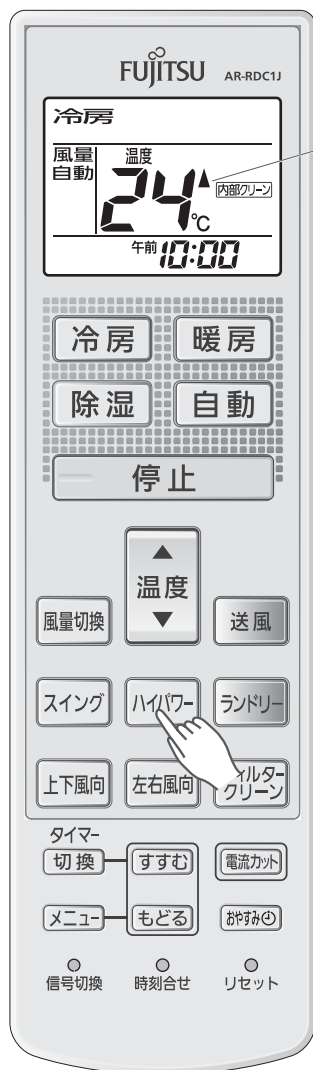 FUJITSU AR-RDC1J
冷房
風量
自動
温度
24▲
℃
内部クリーン
午前 10:00
冷房 暖房
除湿 自動
停止
▲
温度
▼
風量切換 送風
スイング ハイパワー ランドリー
上下風向 左右風向 フィルター
クリーン
タイマー
切換 すすむ 電流カット
メニュー もどる おやすみ
信号切換 時刻合せ リセット